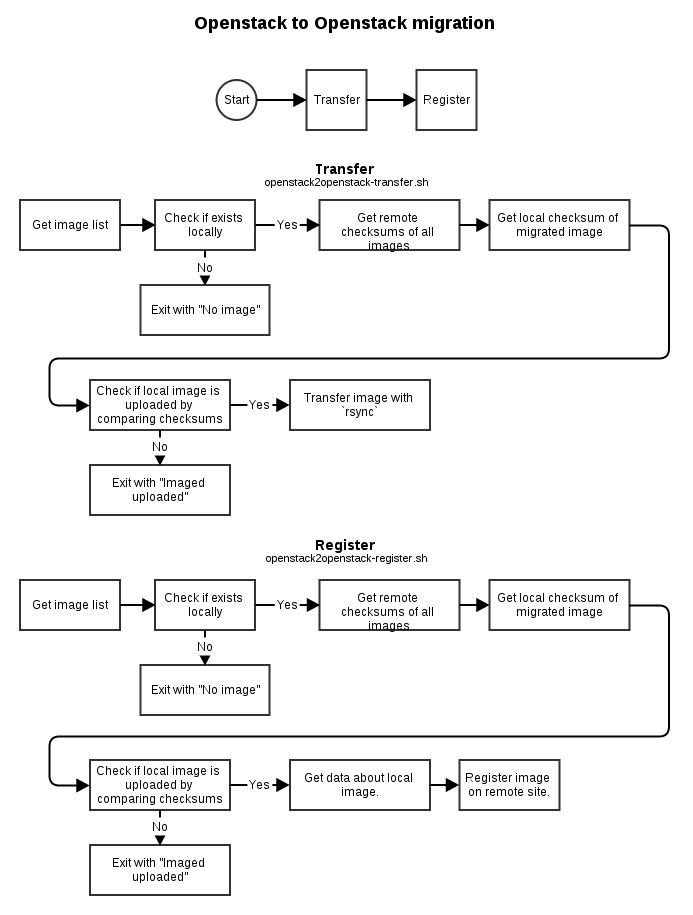 Openstack to Openstack migration
Start
Transfer
Register
Transfer
openstack2openstack-transfer.sh
Get image list
Check if exists
locally
Yes
Get remote
checksums of all
images
Get local checksum of
migrated image
No
Exit with "No image"
Check if local image is
uploaded by
comparing checksums
Yes
Transfer image with
`rsync`
No
Exit with "Imaged
uploaded"
Register
openstack2openstack-register.sh
Get image list
Check if exists
locally
Yes
Get remote
checksums of all
images
Get local checksum of
migrated image
No
Exit with "No image"
Check if local image is
uploaded by
comparing checksums
Yes
Get data about local
image.
Register image
on remote site.
No
Exit with "Imaged
uploaded"